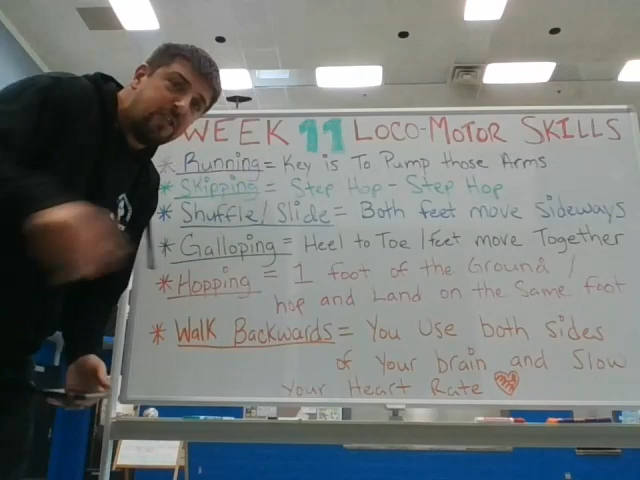 WEEK 11 LOCO-MOTOR SKILLS
* Running = Key is To Pump those Arms
* Skipping = Step Hop - Step Hop
* Shuffle/Slide = Both feet move sideways
* Galloping = Heel to Toe / feet move Together
* Hopping = 1 foot of the Ground /
hop and Land on the Same foot
* Walk Backwards = You Use both sides
of your brain and Slow
your Heart Rate